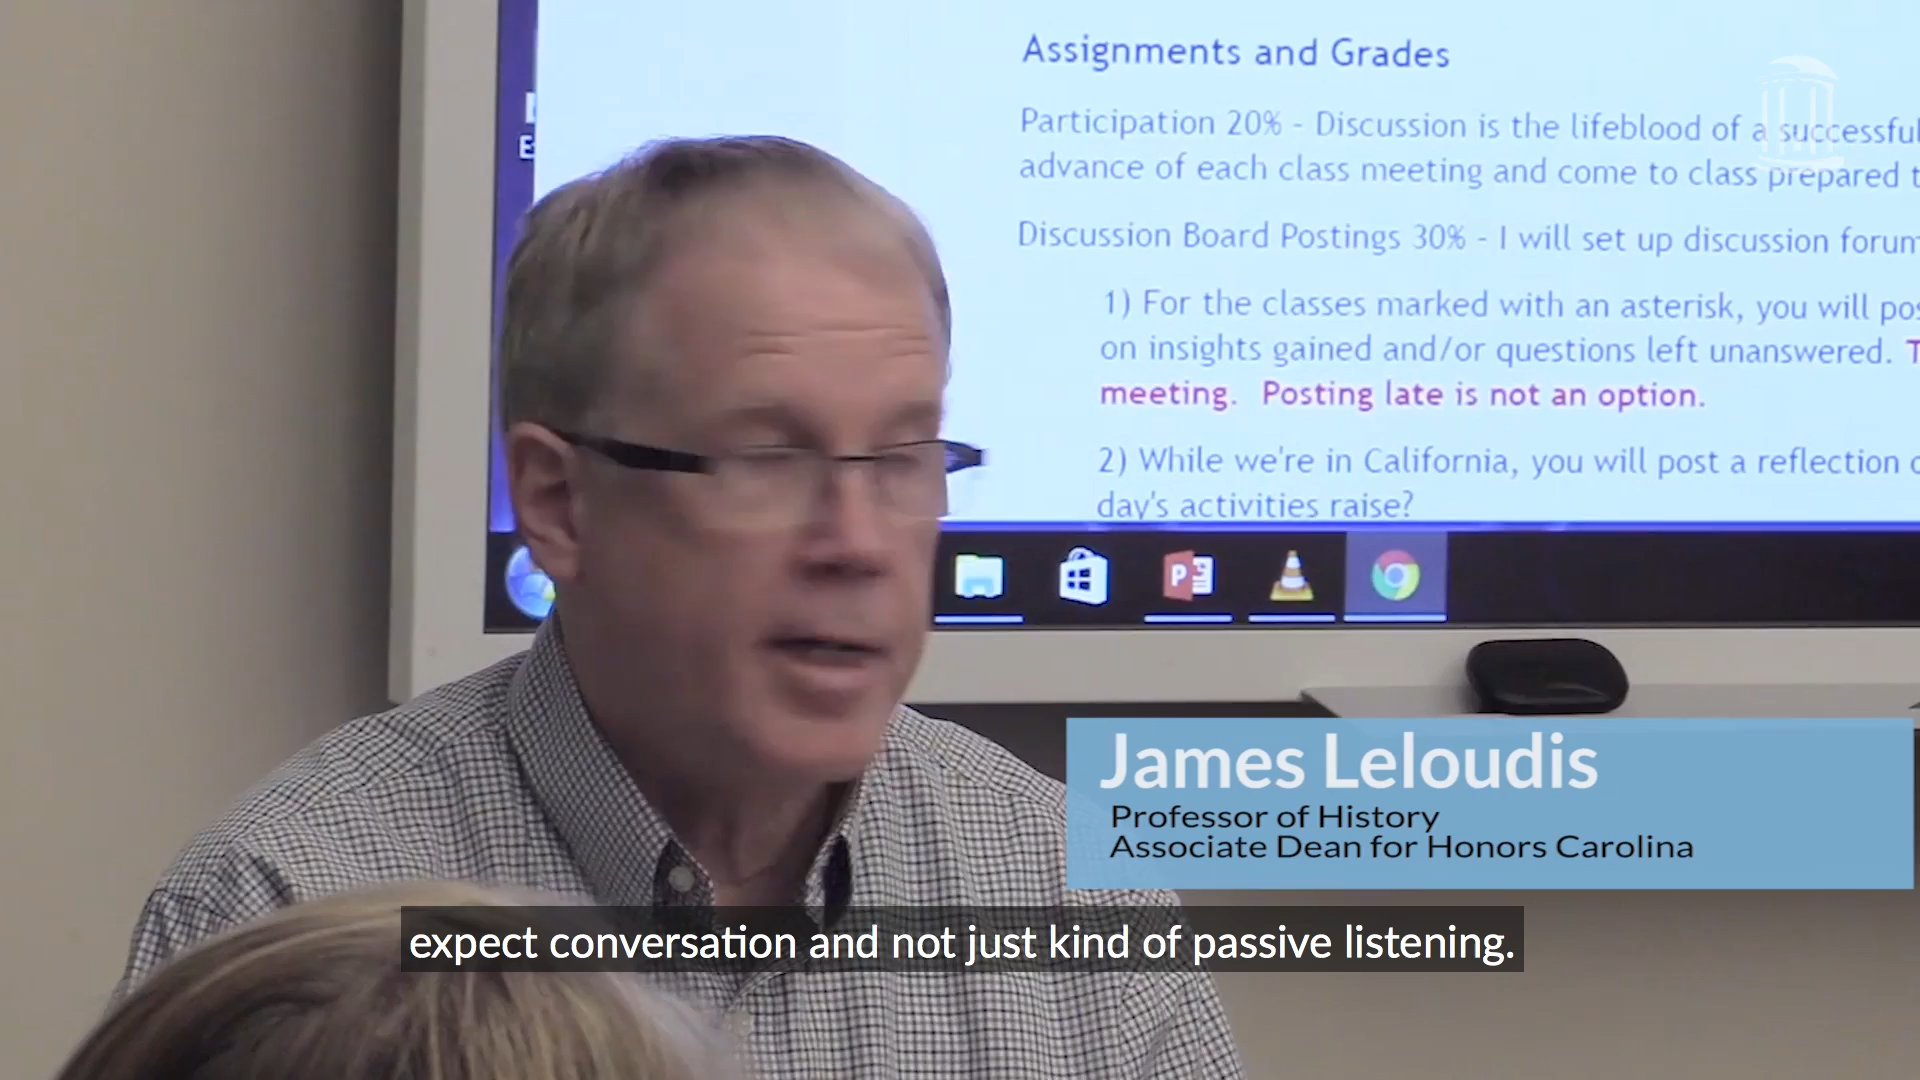 Assignments and Grades
Participation 20% - Discussion is the lifeblood of a successful
advance of each class meeting and come to class prepared t
Discussion Board Postings 30% - I will set up discussion forum
1) For the classes marked with an asterisk, you will pos
on insights gained and/or questions left unanswered. T
meeting. Posting late is not an option.
2) While we're in California, you will post a reflection o
day's activities raise?
James Leloudis
Professor of History
Associate Dean for Honors Carolina
expect conversation and not just kind of passive listening.